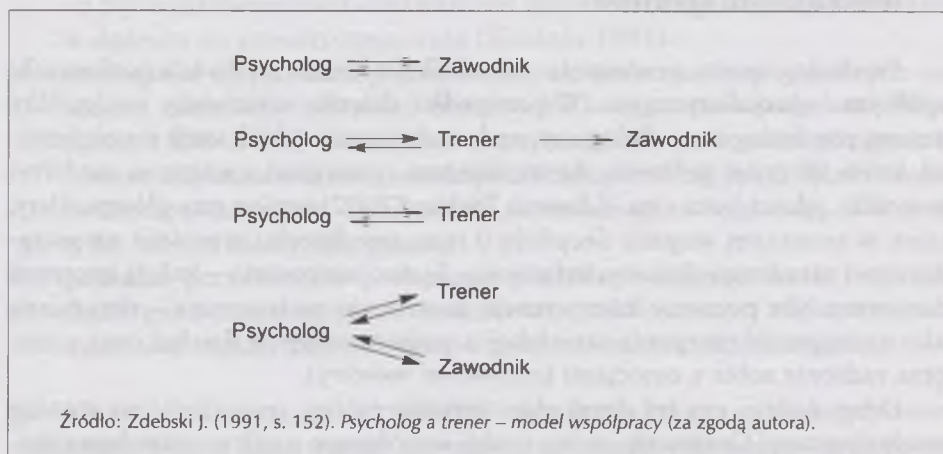 Psycholog Zawodnik
Psycholog Trener Zawodnik
Psycholog Trener
Trener
Psycholog
Zawodnik
Źródło: Zdebski J. (1991, s. 152). Psycholog a trener – model współpracy (za zgodą autora).